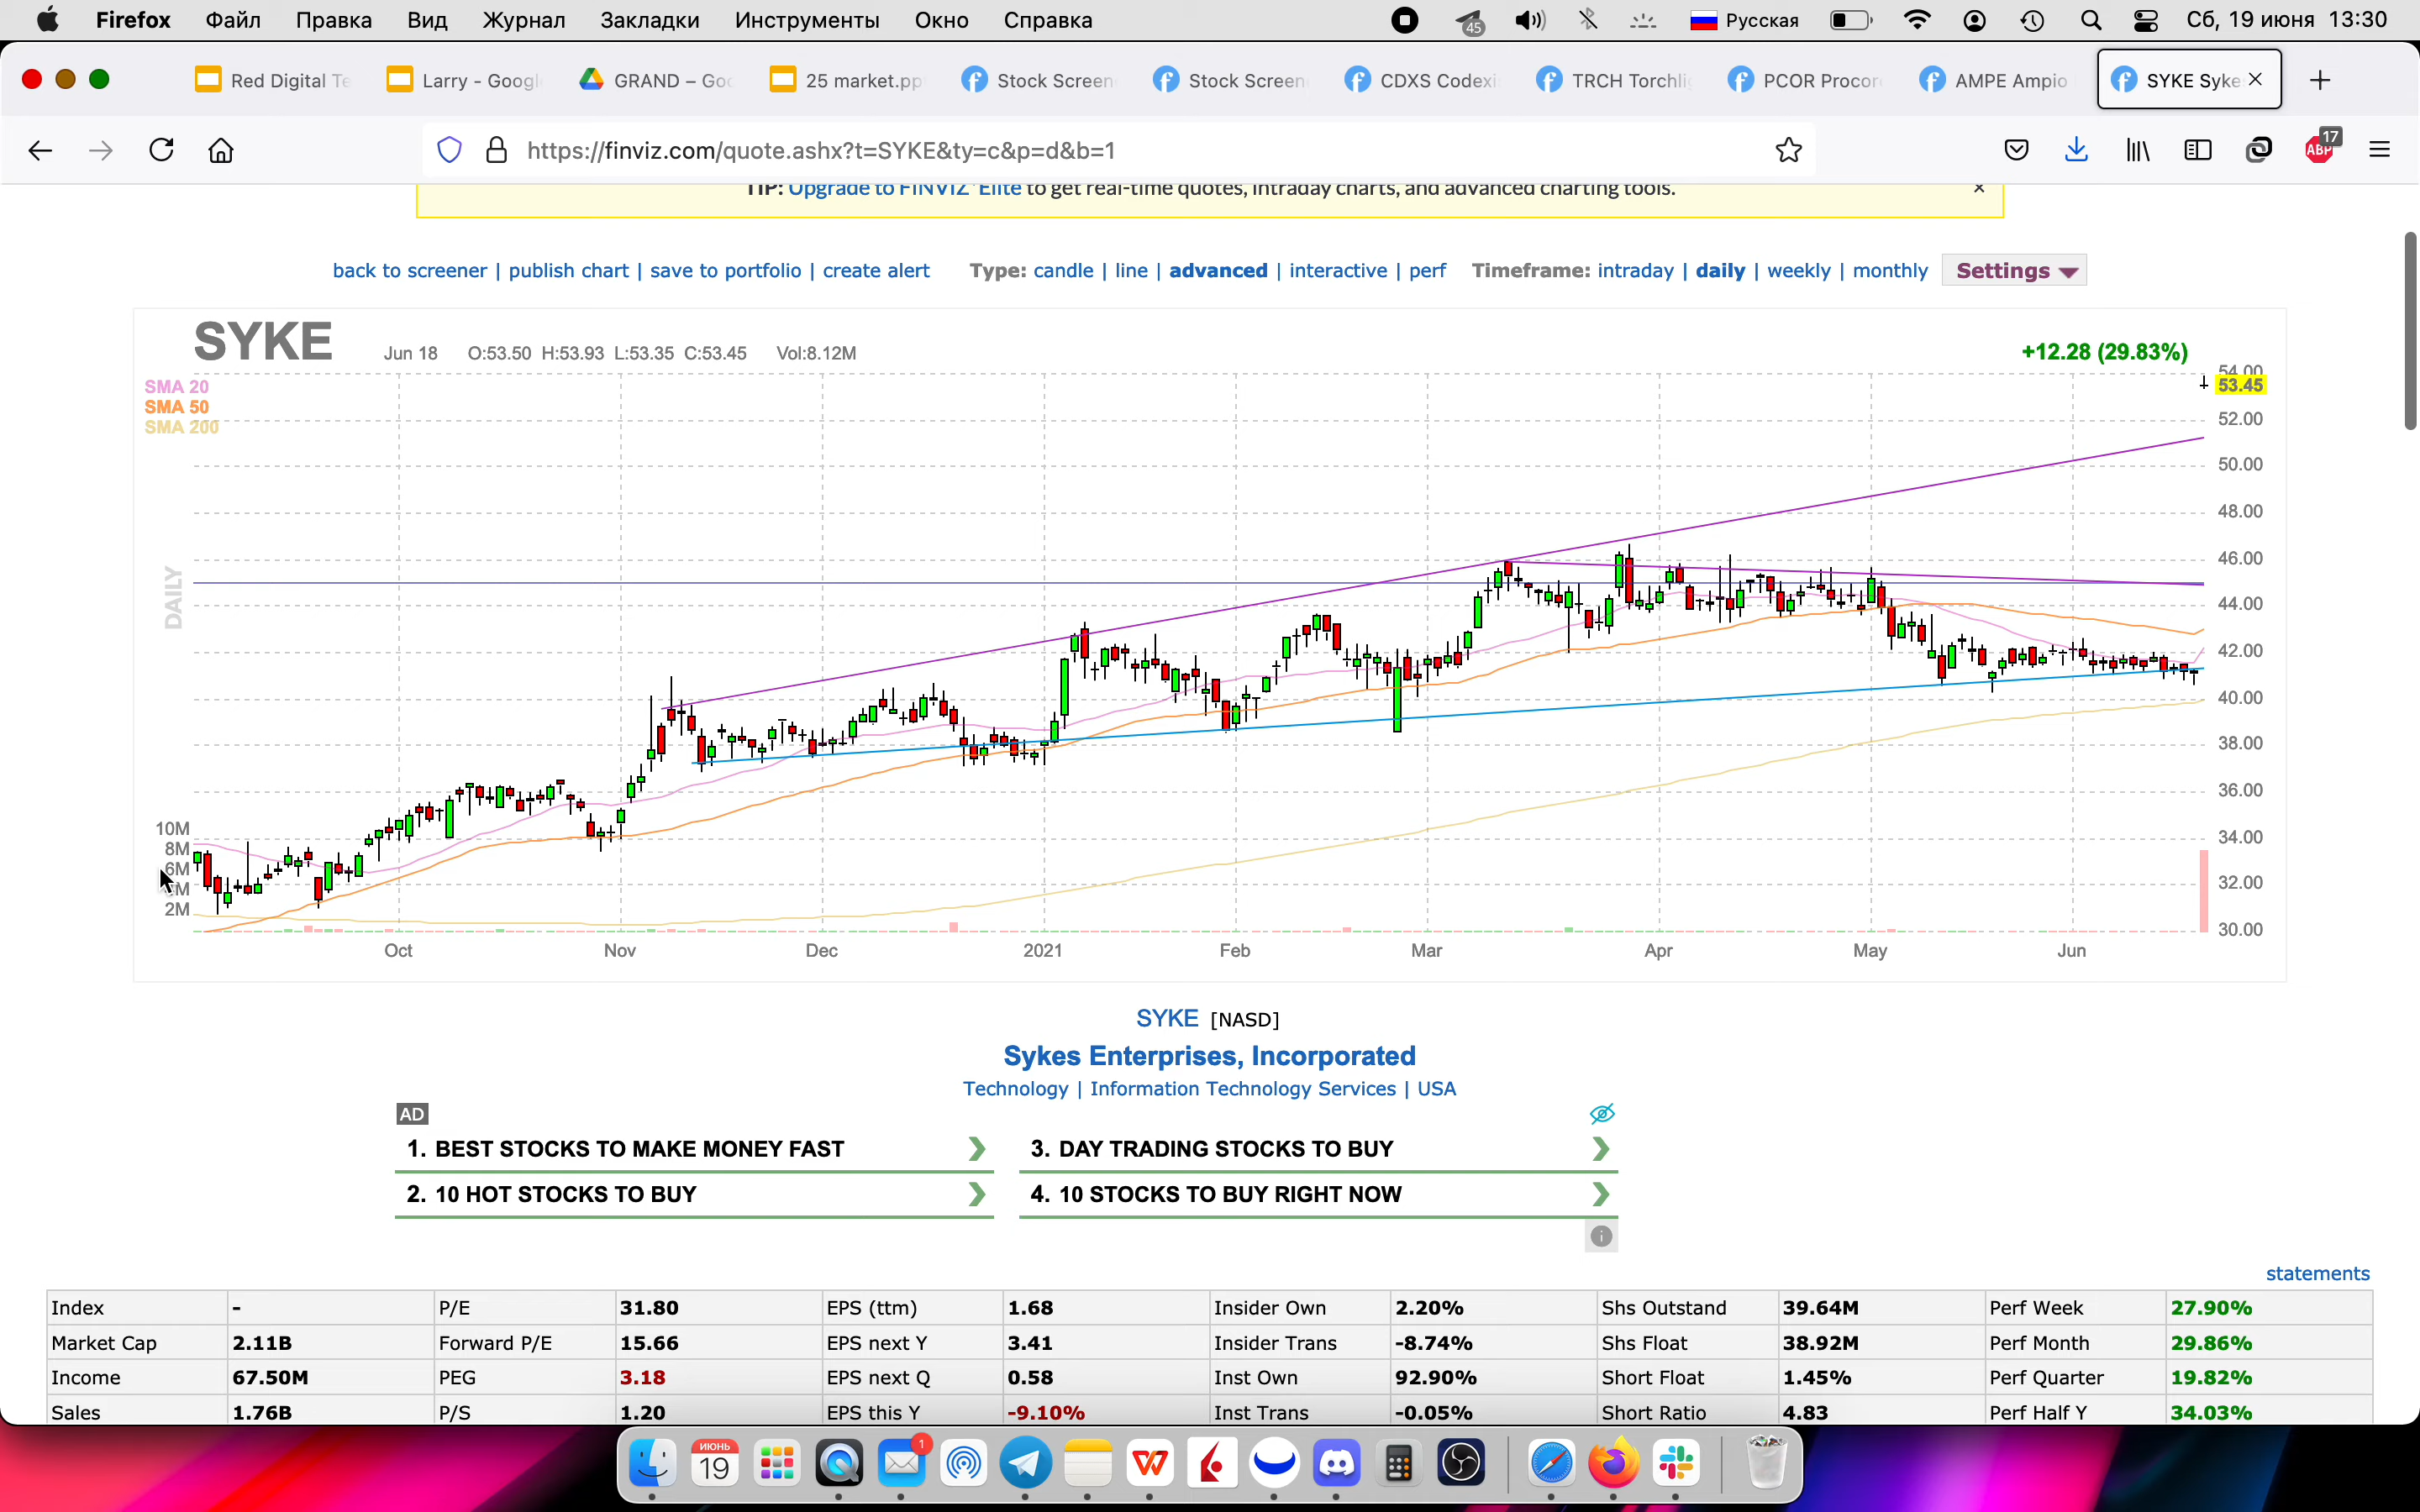 Firefox Файл Правка Вид Журнал Закладки Инструменты Окно Справка 45 Русская Сб, 19 июня 13:30
Red Digital Te Larry - Googl GRAND – Goo 25 market.pp Stock Screen Stock Screen CDXS Codexi TRCH Torchli PCOR Procor AMPE Ampio SYKE Syke
https://finviz.com/quote.ashx?t=SYKE&ty=c&p=d&b=1 ABP 17
TIP: Upgrade to FINVIZ*Elite to get real-time quotes, intraday charts, and advanced charting tools. ×
back to screener | publish chart | save to portfolio | create alert Type: candle | line | advanced | interactive | perf Timeframe: intraday | daily | weekly | monthly Settings
SYKE Jun 18 O:53.50 H:53.93 L:53.35 C:53.45 Vol:8.12M +12.28 (29.83%)
54.00
SMA 20 53.45
SMA 50
52.00
SMA 200
50.00
48.00
46.00
DAILY
44.00
42.00
40.00
38.00
36.00
10M 34.00
8M
6M
32.00
2M
30.00
Oct Nov Dec 2021 Feb Mar Apr May Jun
SYKE [NASD]
Sykes Enterprises, Incorporated
Technology | Information Technology Services | USA
AD
1. BEST STOCKS TO MAKE MONEY FAST 3. DAY TRADING STOCKS TO BUY
2. 10 HOT STOCKS TO BUY 4. 10 STOCKS TO BUY RIGHT NOW
statements
Index - P/E 31.80 EPS (ttm) 1.68 Insider Own 2.20% Shs Outstand 39.64M Perf Week 27.90%
Market Cap 2.11B Forward P/E 15.66 EPS next Y 3.41 Insider Trans -8.74% Shs Float 38.92M Perf Month 29.86%
Income 67.50M PEG 3.18 EPS next Q 0.58 Inst Own 92.90% Short Float 1.45% Perf Quarter 19.82%
Sales 1.76B P/S 1.20 EPS this Y -9.10% Inst Trans -0.05% Short Ratio 4.83 Perf Half Y 34.03%
ИЮНЬ
19
1